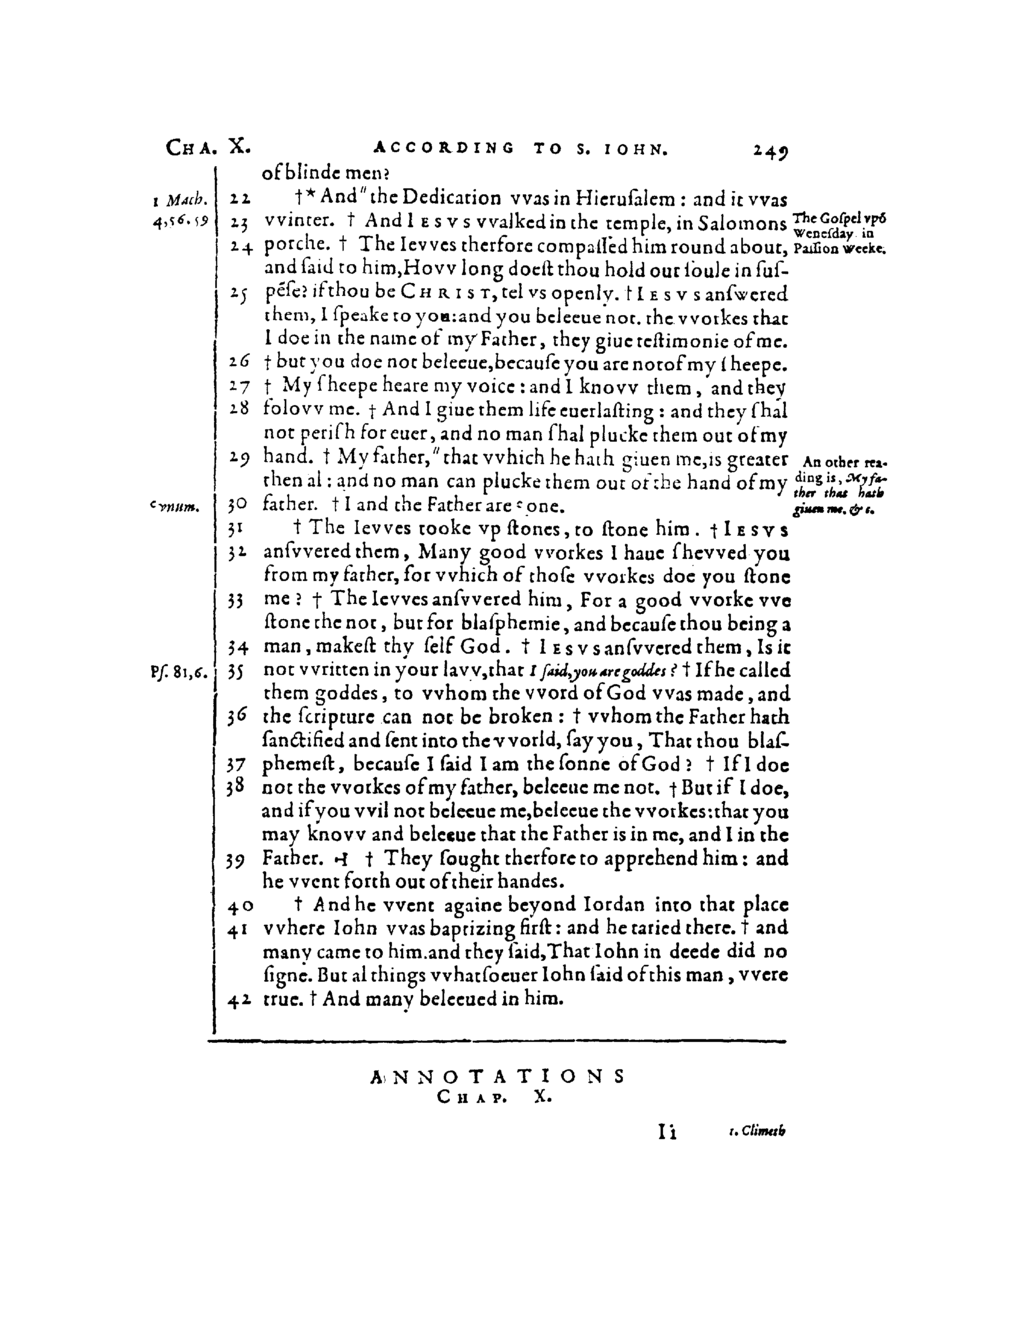 CHA. X. ACCORDING TO S. IOHN. 249
of blinde men?
1 Mach. 22 †* And " the Dedication vvas in Hieruſalem : and it vvas
4,56. 59 23 vvinter. † And IESVS vvalked in the temple, in Salomons The Goſpel vpō
24 porche. † The Ievves therfore compaſſed him round about, Weneſday in Paſſion weeke.
and ſaid to him, Hovv long doeſt thou hold our ſoule in ſuſ-
25 pēſe? if thou be CHRIST, tel vs openly. † IESVS anſwered
them, I ſpeake to you: and you beleeue not. the vvorkes that
I doe in the name of my Father, they giue teſtimonie of me.
26 † but you doe not beleeue, becauſe you are not of my ſheepe.
27 † My ſheepe heare my voice : and I knovv them, and they
28 folovv me. † And I giue them life euerlaſting : and they ſhal
not periſh for euer, and no man ſhal plucke them out of my
29 hand. † My father, " that vvhich he hath giuen me, is greater An other rea-
then al : and no man can plucke them out of the hand of my ding is, My fa-
ther that hath
c vnum. 30 father. † I and the Father are c one. giuen me, &c.
31 † The Ievves tooke vp ſtones, to ſtone him. † IESVS
32 anſvvered them, Many good vvorkes I haue ſhevved you
from my father, for vvhich of thoſe vvorkes doe you ſtone
33 me? † The Ievves anſvvered him, For a good vvorke vve
ſtone the not, but for blaſphemie, and becauſe thou being a
34 man, makeſt thy ſelf God. † IESVS anſvvered them, Is it
Pſ. 81,6. 35 not vvritten in your lavv, that I ſaid, you are goddes? † If he called
them goddes, to vvhom the vvord of God vvas made, and
36 the ſcripture can not be broken : † vvhom the Father hath
ſanctified and ſent into the vvorld, ſay you, That thou blaſ-
37 phemeſt, becauſe I ſaid I am the ſonne of God? † If I doe
38 not the vvorkes of my father, beleeue me not. † But if I doe,
and if you vvil not beleeue me, beleeue the vvorkes: that you
may knovv and beleeue that the Father is in me, and I in the
39 Father. † They ſought therfore to apprehend him : and
he vvent forth out of their handes.
40 † And he vvent againe beyond Iordan into that place
41 vvhere Iohn vvas baptizing firſt : and he taried there. † and
many came to him. and they ſaid, That Iohn in deede did no
ſigne. But al things vvhatſoeuer Iohn ſaid of this man, vvere
42 true. † And many beleeued in him.
ANNOTATIONS
CHAP. X.
Ii 1. Climeth